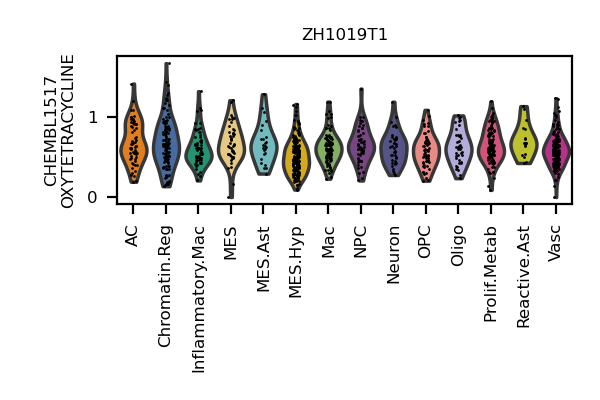 ZH1019T1
CHEMBL1517
OXYTETRACYCLINE
1
0
AC
Chromatin.Reg
Inflammatory.Mac
MES
MES.Ast
MES.Hyp
Mac
NPC
Neuron
OPC
Oligo
Prolif.Metab
Reactive.Ast
Vasc